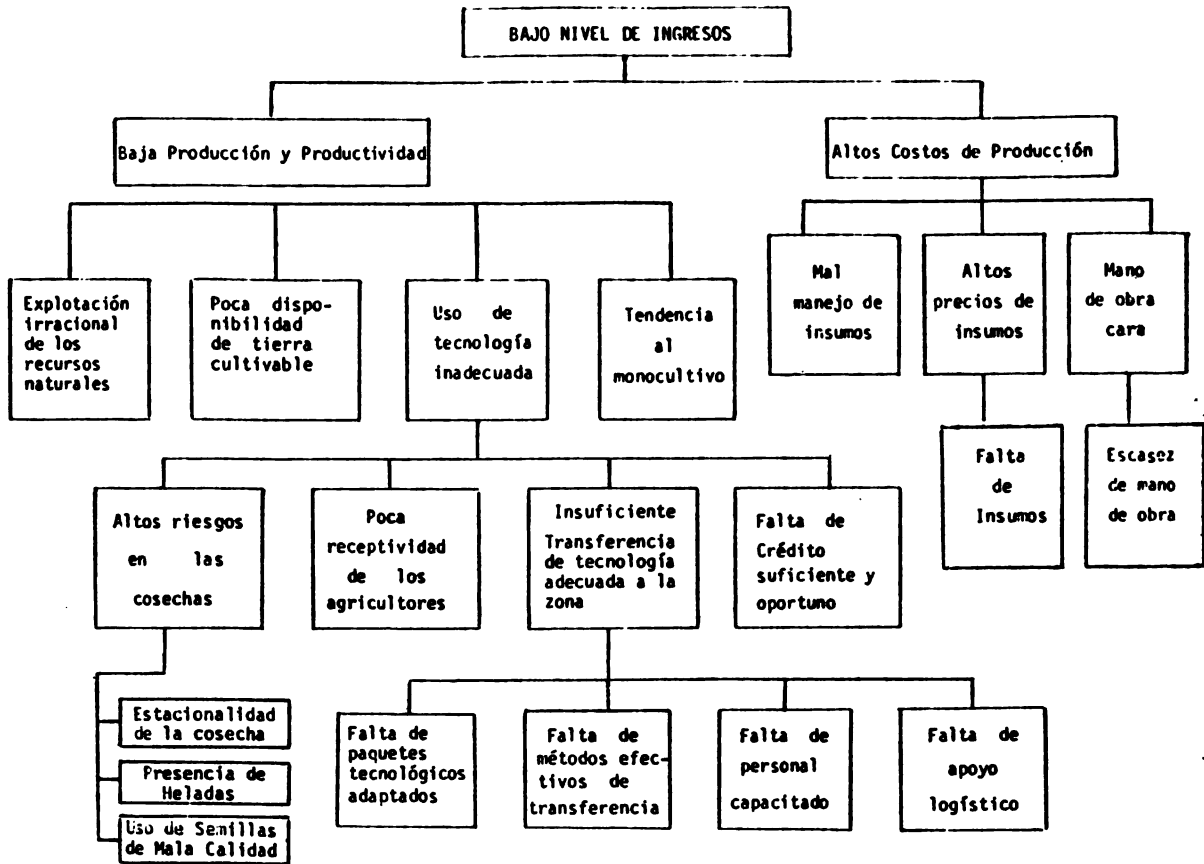 BAJO NIVEL DE INGRESOS
Baja Producción y Productividad
Altos Costos de Producción
Explotación
irracional
de los
recursos
naturales
Poca dispo-
nibilidad
de tierra
cultivable
Uso de
tecnología
inadecuada
Tendencia
al
monocultivo
Mal
manejo de
insumos
Altos
precios de
insumos
Mano
de obra
cara
Falta
de
Insumos
Escasez
de mano
de obra
Altos riesgos
en las
cosechas
Poca
receptividad
de los
agricultores
Insuficiente
Transferencia
de tecnología
adecuada a la
zona
Falta de
Crédito
suficiente y
oportuno
Estacionalidad
de la cosecha
Presencia de
Heladas
Uso de Semillas
de Mala Calidad
Falta de
paquetes
tecnológicos
adaptados
Falta de
métodos efec-
tivos de
transferencia
Falta de
personal
capacitado
Falta de
apoyo
logístico